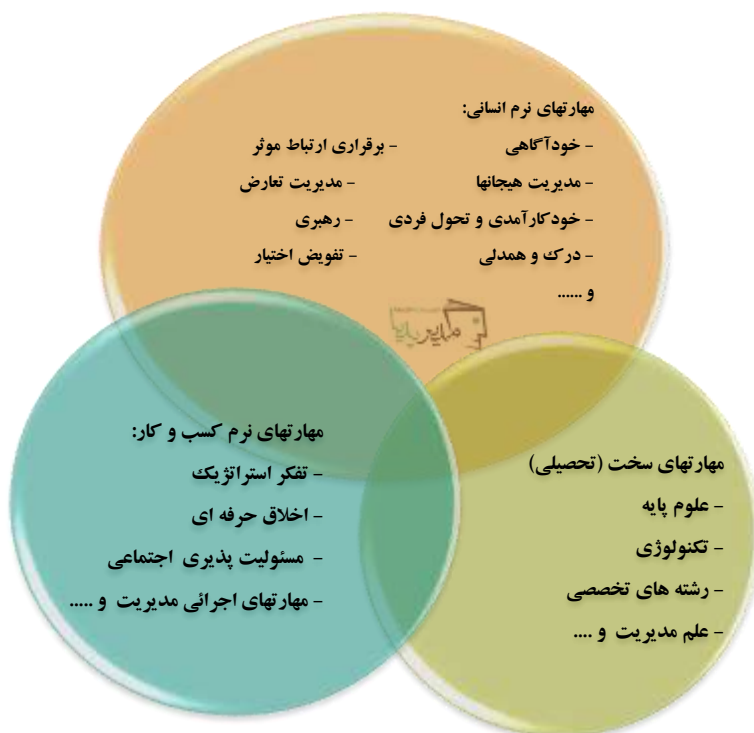 مهارتهای نرم انسانی:
- خودآگاهی - برقراری ارتباط موثر
- مدیریت هیجانها - مدیریت تعارض
- خودکارآمدی و تحول فردی - رهبری
- درک و همدلی - تفویض اختیار
و ......
مهارتهای نرم کسب و کار:
- تفکر استراتژیک
- اخلاق حرفه ای
- مسئولیت پذیری اجتماعی
- مهارتهای اجرائی مدیریت و .....
مهارتهای سخت (تحصیلی)
- علوم پایه
- تکنولوژی
- رشته های تخصصی
- علم مدیریت و ....